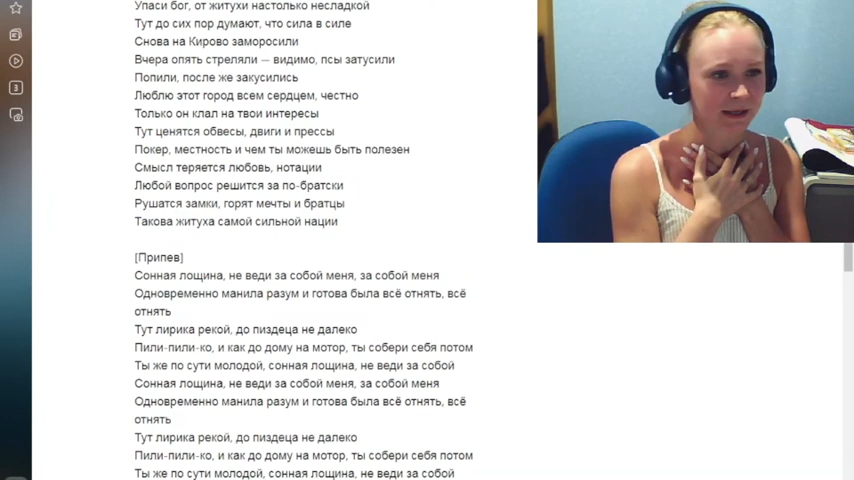 Упаси бог, от житухи настолько несладкой
Тут до сих пор думают, что сила в силе
Снова на Кирово заморосили
Вчера опять стреляли — видимо, псы затусили
Попили, после же закусились
Люблю этот город всем сердцем, честно
Только он клал на твои интересы
Тут ценятся обвесы, двиги и прессы
Покер, местность и чем ты можешь быть полезен
Смысл теряется любовь, нотации
Любой вопрос решится за по-братски
Рушатся замки, горят мечты и братцы
Такова житуха самой сильной нации
[Припев]
Сонная лощина, не веди за собой меня, за собой меня
Одновременно манила разум и готова была всё отнять, всё
отнять
Тут лирика рекой, до пиздеца не далеко
Пили-пили-ко, и как до дому на мотор, ты собери себя потом
Ты же по сути молодой, сонная лощина, не веди за собой
Сонная лощина, не веди за собой меня, за собой меня
Одновременно манила разум и готова была всё отнять, всё
отнять
Тут лирика рекой, до пиздеца не далеко
Пили-пили-ко, и как до дому на мотор, ты собери себя потом
Ты же по сути молодой, сонная лощина, не веди за собой
3